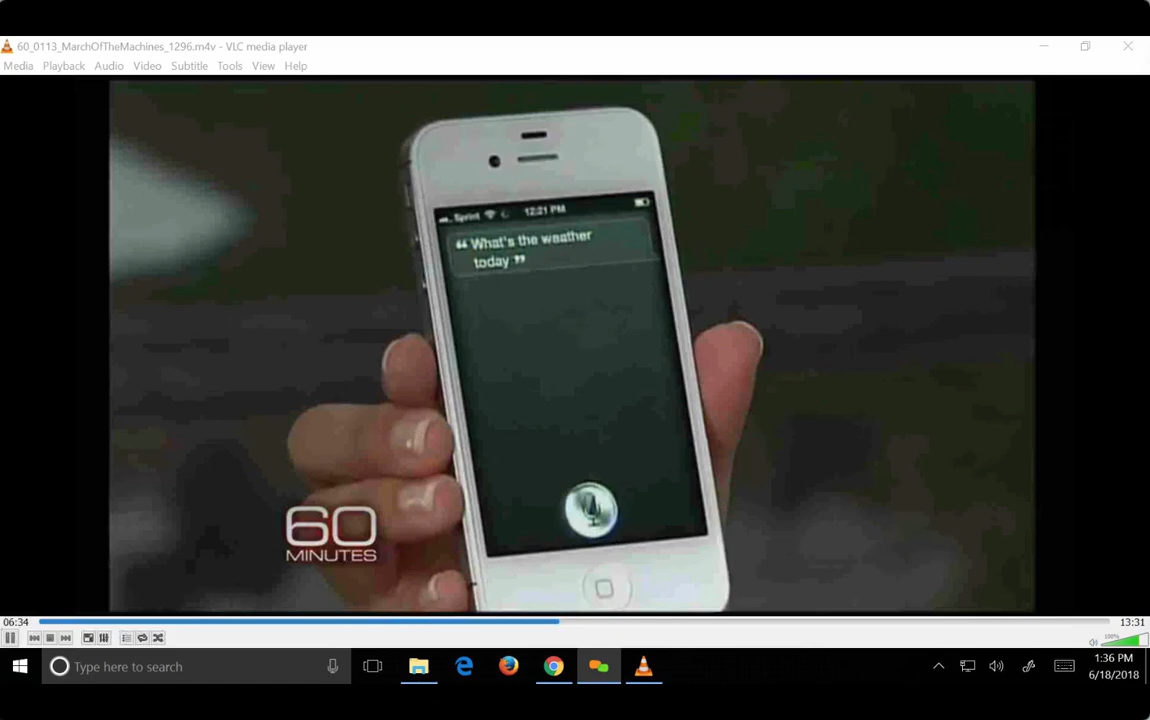 60_0113_MarchOfTheMachines_1296.m4v - VLC media player
Media Playback Audio Video Subtitle Tools View Help
Sprint 12:21 PM
“ What's the weather
today ”
60
MINUTES
06:34 13:31
100%
Type here to search
1:36 PM
6/18/2018